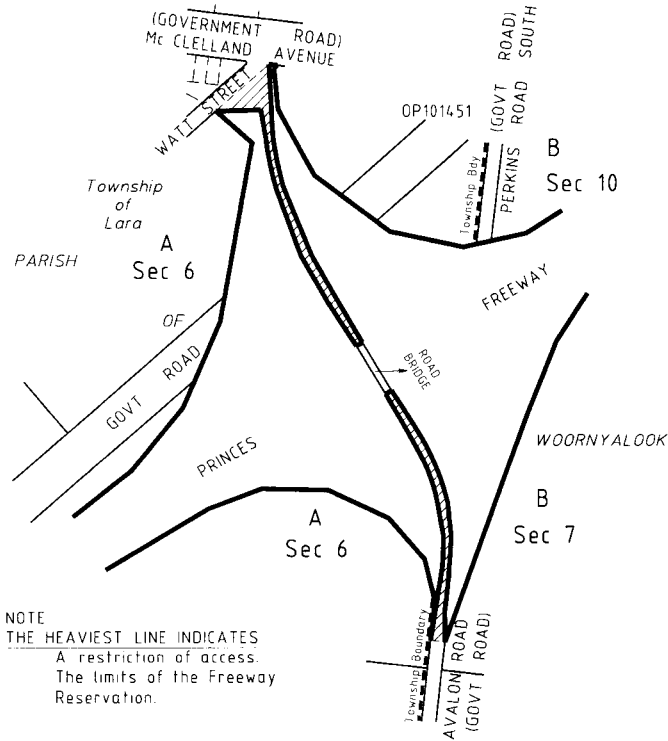 (GOVERNMENT ROAD)
Mc CLELLAND AVENUE
WATT STREET
OP101451
(GOVT ROAD)
PERKINS ROAD SOUTH
Township Bdy
B
Sec 10
Township
of
Lara
A
Sec 6
PARISH
OF
FREEWAY
GOVT ROAD
ROAD
BRIDGE
PRINCES
WOORNYALOOK
A
Sec 6
B
Sec 7
NOTE
THE HEAVIEST LINE INDICATES
A restriction of access.
The limits of the Freeway
Reservation.
Township Boundary
AVALON ROAD
(GOVT ROAD)